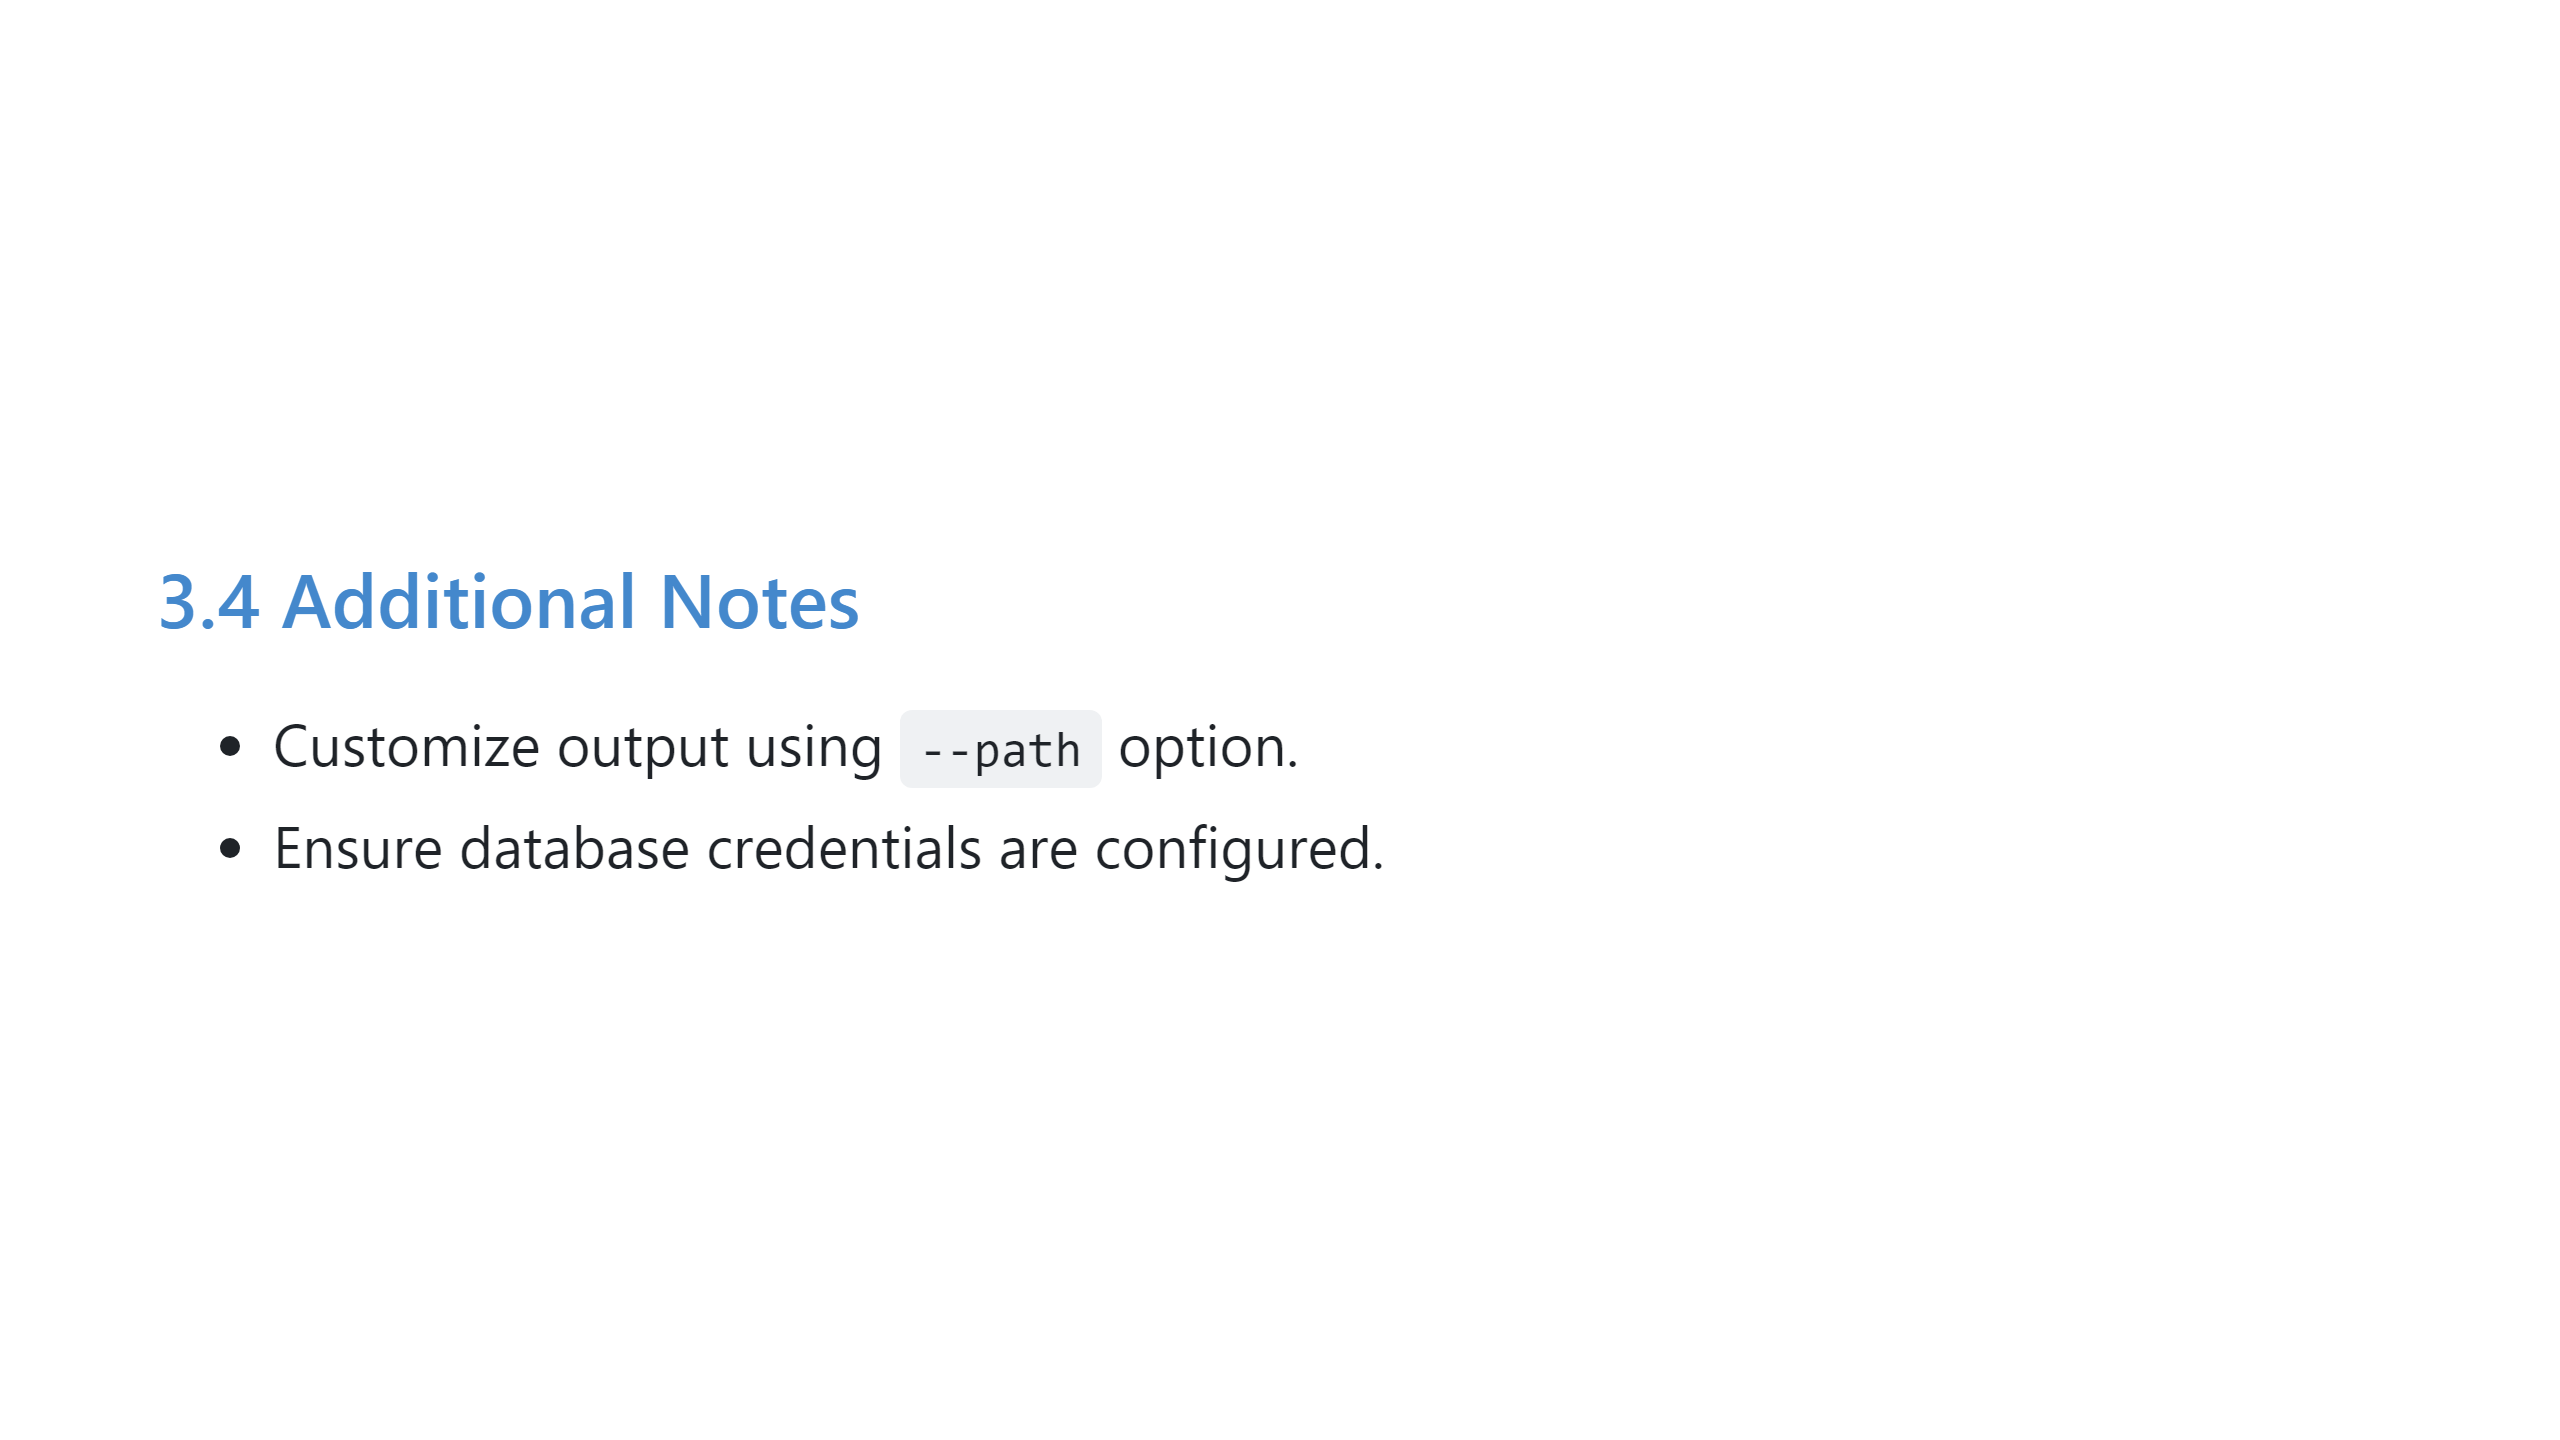 3.4 Additional Notes
• Customize output using --path option.
• Ensure database credentials are configured.